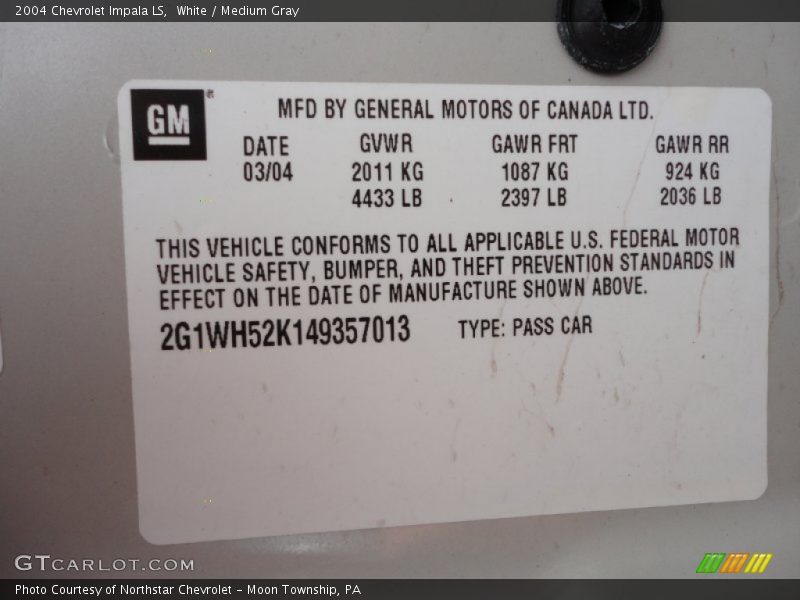 2004 Chevrolet Impala LS, White / Medium Gray
GM
MFD BY GENERAL MOTORS OF CANADA LTD.
DATE GVWR GAWR FRT GAWR RR
03/04 2011 KG 1087 KG 924 KG
4433 LB 2397 LB 2036 LB
THIS VEHICLE CONFORMS TO ALL APPLICABLE U.S. FEDERAL MOTOR
VEHICLE SAFETY, BUMPER, AND THEFT PREVENTION STANDARDS IN
EFFECT ON THE DATE OF MANUFACTURE SHOWN ABOVE.
2G1WH52K149357013 TYPE: PASS CAR
GTCARLOT.COM
Photo Courtesy of Northstar Chevrolet - Moon Township, PA